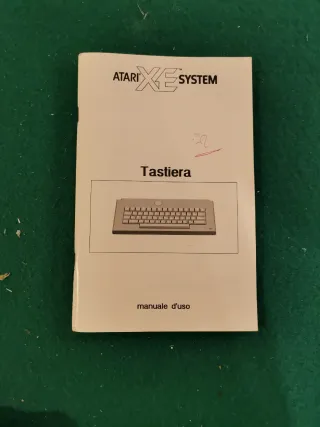 ATARI XE SYSTEM
Tastiera
manuale d'uso